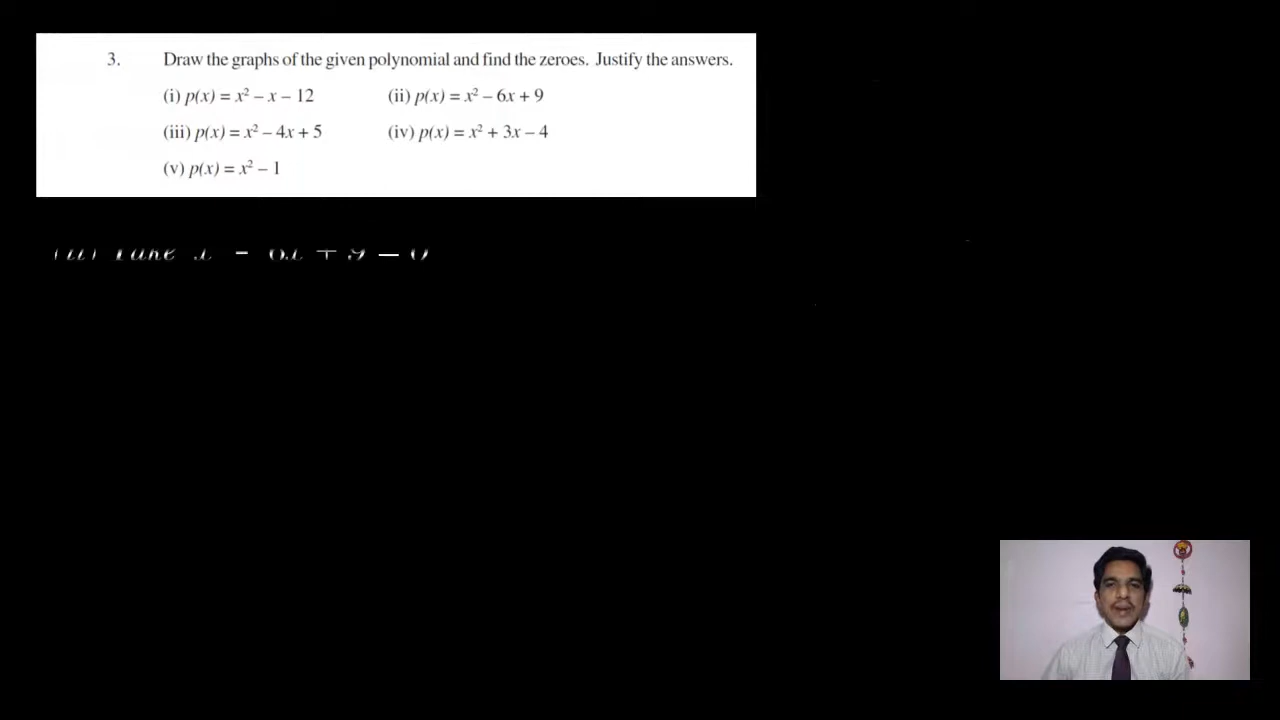 3. Draw the graphs of the given polynomial and find the zeroes. Justify the answers.
(i) p(x) = x² – x – 12 (ii) p(x) = x² – 6x + 9
(iii) p(x) = x² – 4x + 5 (iv) p(x) = x² + 3x – 4
(v) p(x) = x² – 1